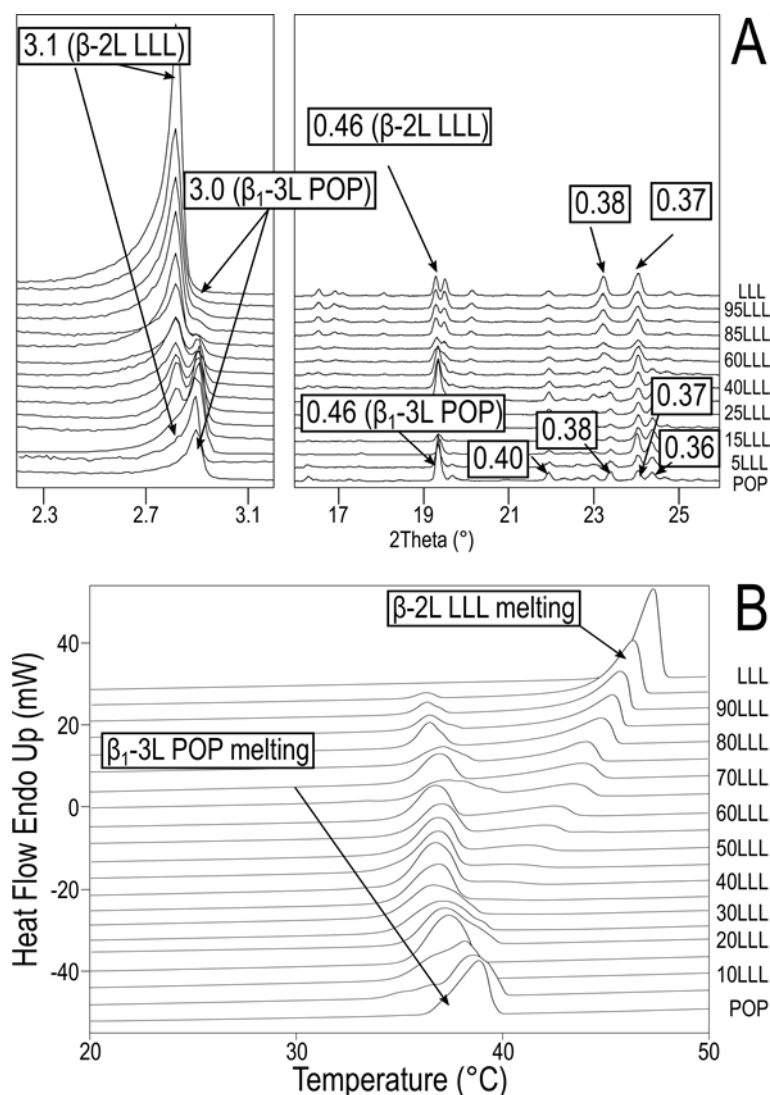 A
3.1 (β-2L LLL)
3.0 (β₁-3L POP)
0.46 (β-2L LLL)
0.38
0.37
LLL
95LLL
85LLL
60LLL
40LLL
25LLL
15LLL
5LLL
POP
0.46 (β₁-3L POP)
0.37
0.38
0.40
0.36
2.3 2.7 3.1
17 19 21 23 25
2Theta (°)
B
β-2L LLL melting
β₁-3L POP melting
Heat Flow Endo Up (mW)
40
20
0
-20
-40
LLL
90LLL
80LLL
70LLL
60LLL
50LLL
40LLL
30LLL
20LLL
10LLL
POP
20 30 40 50
Temperature (°C)